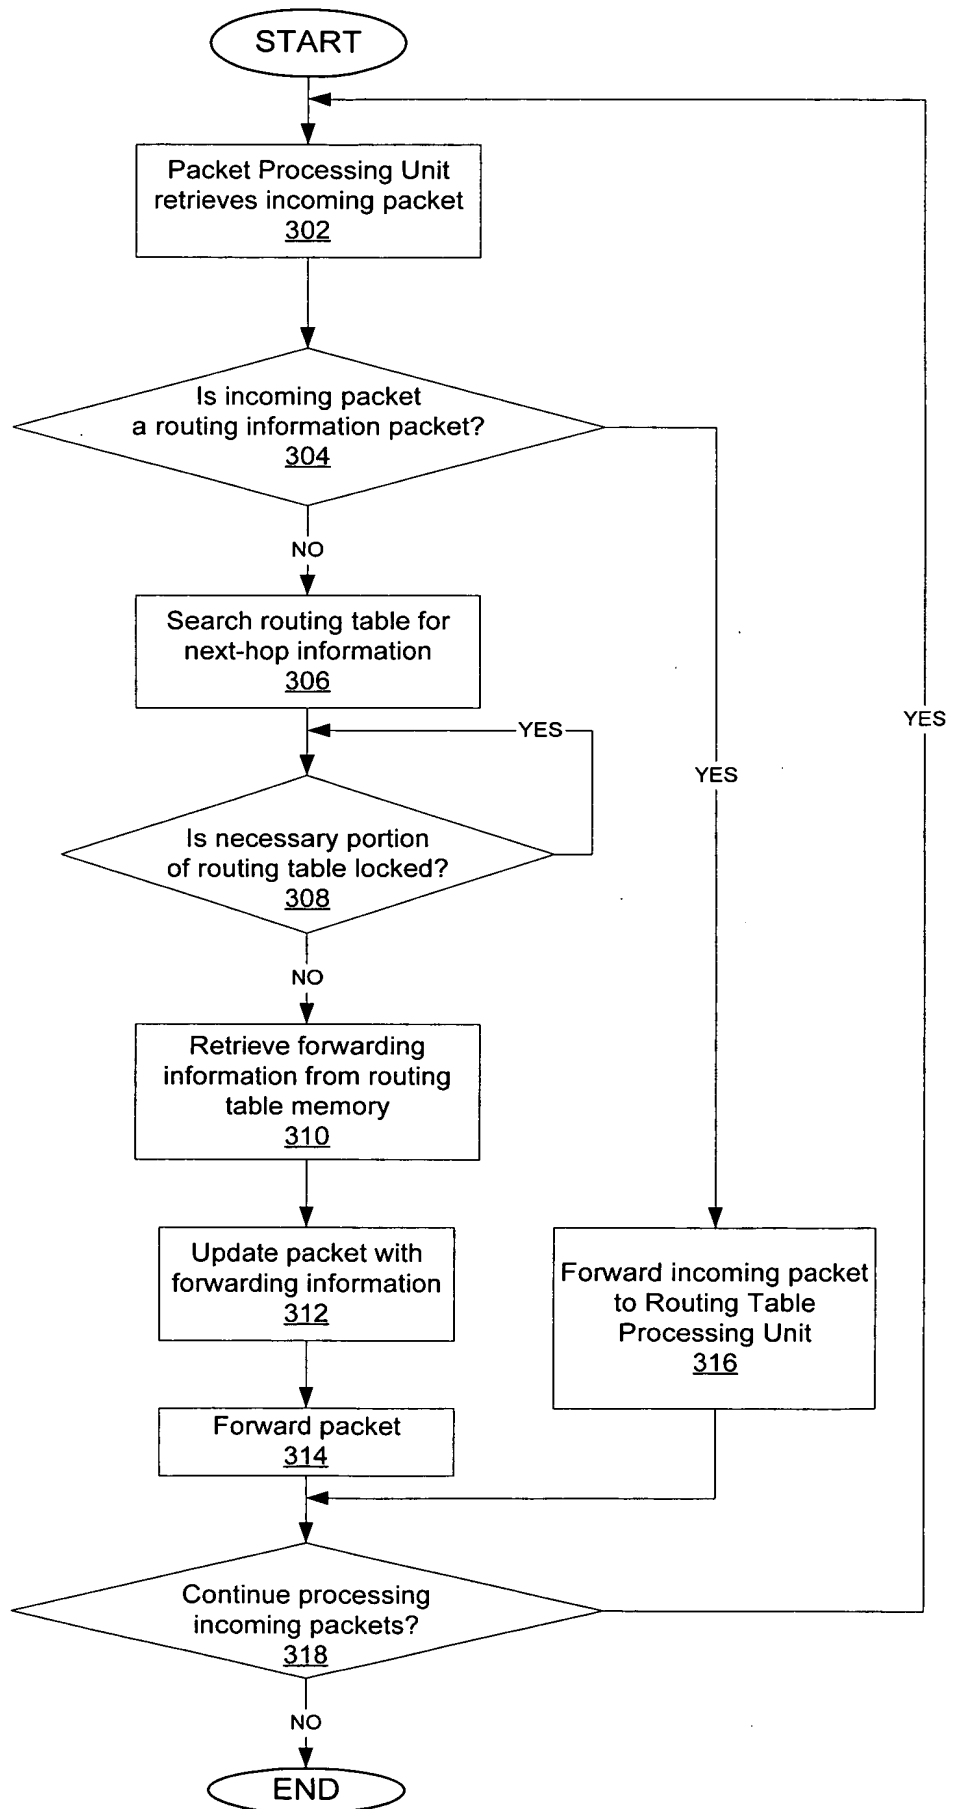 START
Packet Processing Unit
retrieves incoming packet
302
Is incoming packet
a routing information packet?
304
NO
Search routing table for
next-hop information
306
YES
YES
YES
Is necessary portion
of routing table locked?
308
NO
Retrieve forwarding
information from routing
table memory
310
Update packet with
forwarding information
312
Forward incoming packet
to Routing Table
Processing Unit
316
Forward packet
314
Continue processing
incoming packets?
318
NO
END